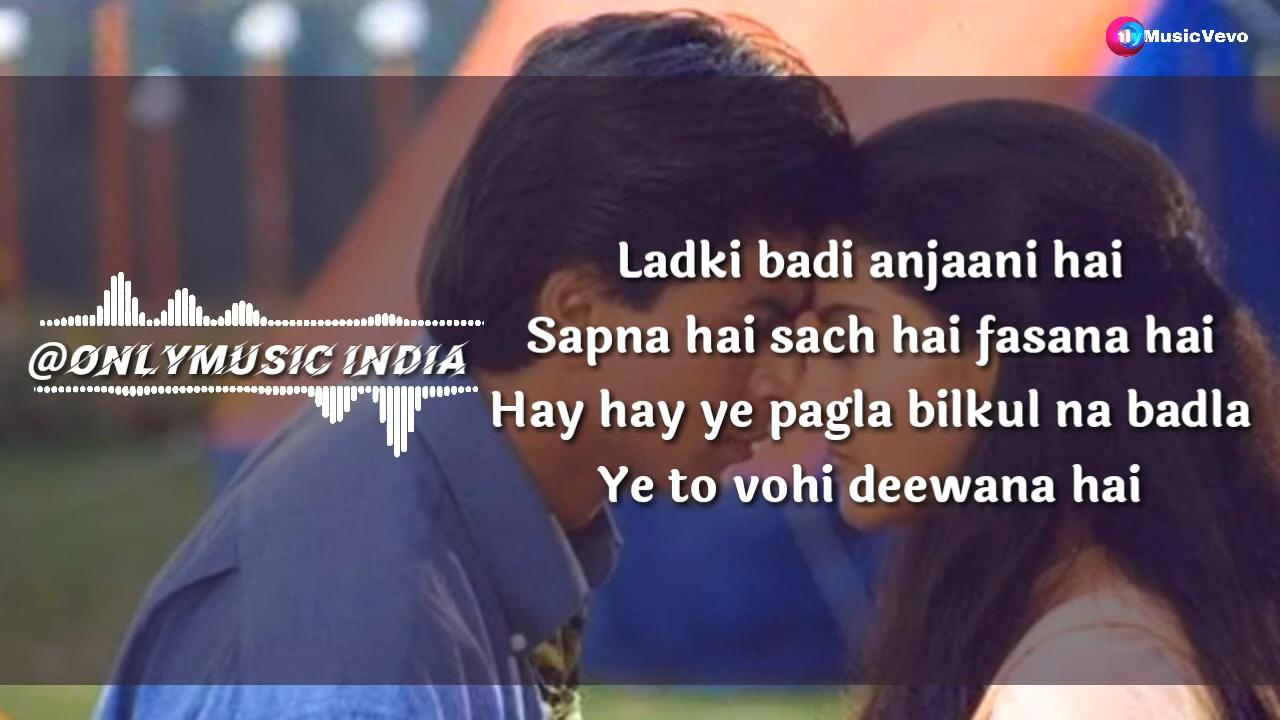 MusicVevo
@ONLYMUSIC INDIA
Ladki badi anjaani hai
Sapna hai sach hai fasana hai
Hay hay ye pagla bilkul na badla
Ye to vohi deewana hai